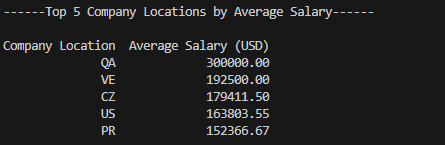 ------Top 5 Company Locations by Average Salary------
Company Location  Average Salary (USD)
QA  300000.00
VE  192500.00
CZ  179411.50
US  163803.55
PR  152366.67